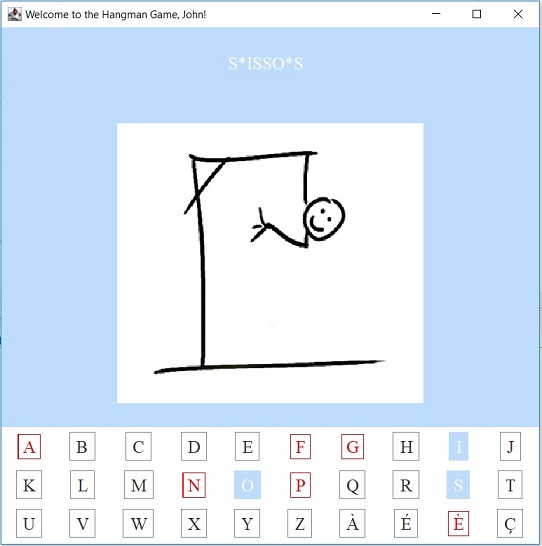 Welcome to the Hangman Game, John!
S*ISSO*S
A B C D E F G H I J
K L M N O P Q R S T
U V W X Y Z À É È Ç